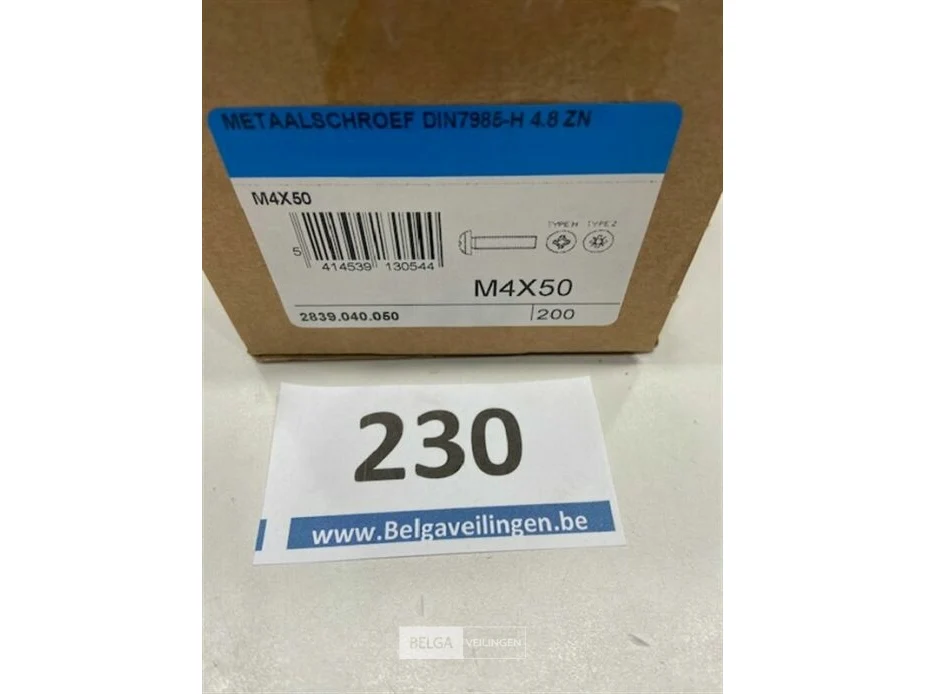 METAALSCHROEF DIN7985-H 4.8 ZN
M4X50
TYPE H TYPE Z
5 414539 130544
M4X50
2839.040.050 200
230
www.Belgaveilingen.be
BELGA VEILINGEN